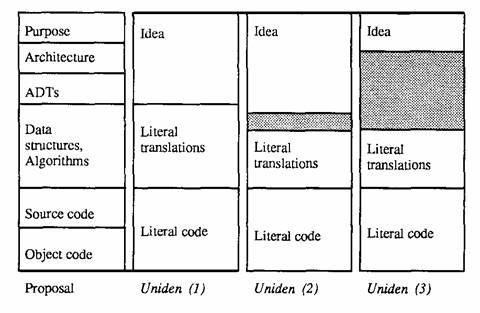 Purpose
Architecture
ADTs
Data
structures,
Algorithms
Source code
Object code
Proposal
Idea
Literal
translations
Literal code
Uniden (1)
Idea
Literal
translations
Literal code
Uniden (2)
Idea
Literal
translations
Literal code
Uniden (3)